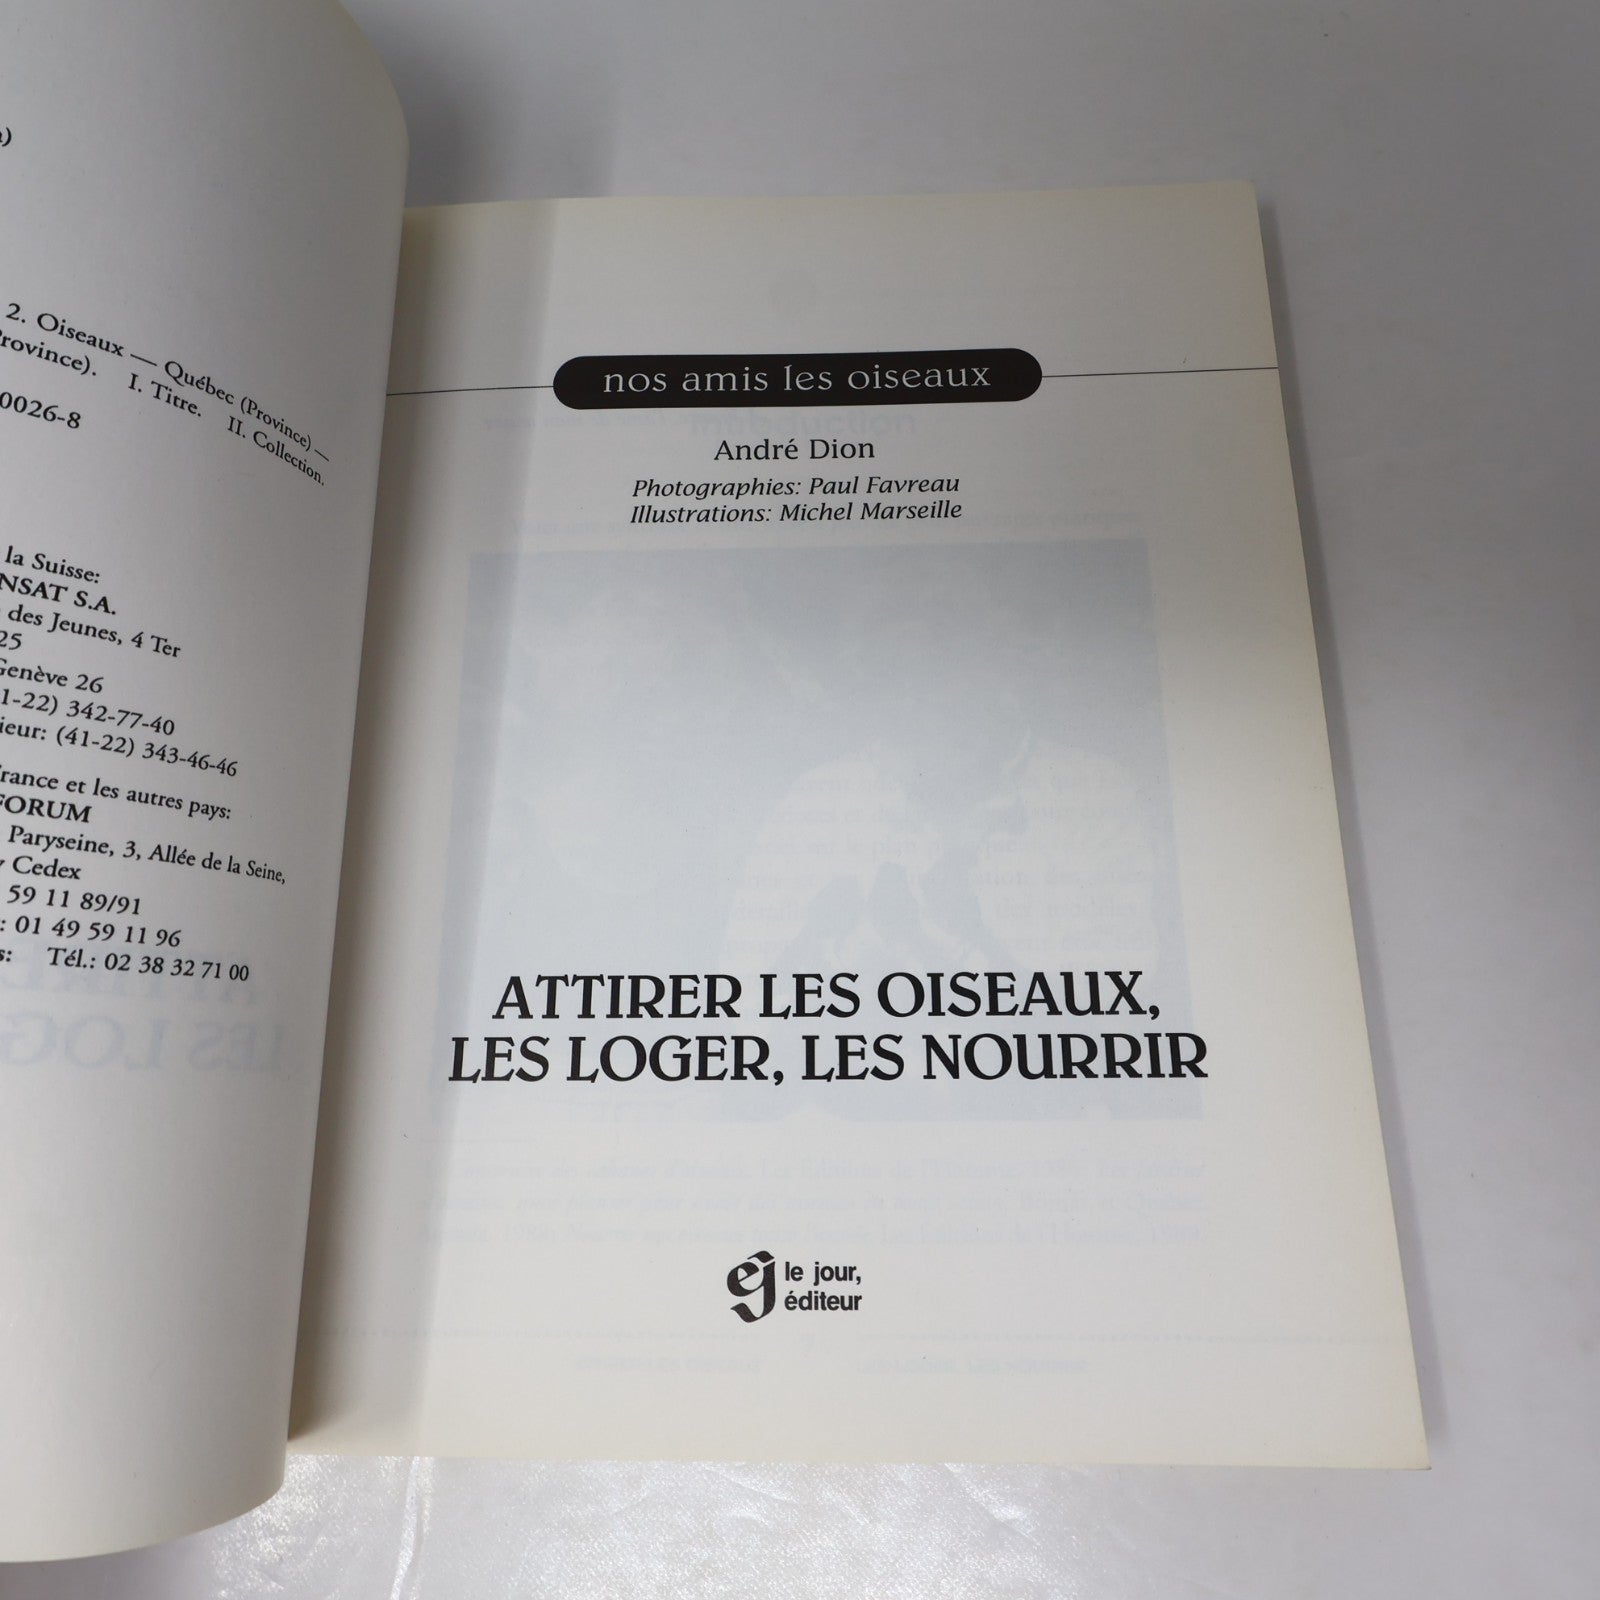 2. Oiseaux — Québec (Province) —
Province). I. Titre. II. Collection.
0026-8
la Suisse:
NSAT S.A.
des Jeunes, 4 Ter
25
Genève 26
1-22) 342-77-40
ieur: (41-22) 343-46-46
rance et les autres pays:
FORUM
Paryseine, 3, Allée de la Seine,
y Cedex
59 11 89/91
: 01 49 59 11 96
s: Tél.: 02 38 32 71 00
nos amis les oiseaux
André Dion
Photographies: Paul Favreau
Illustrations: Michel Marseille
ATTIRER LES OISEAUX,
LES LOGER, LES NOURRIR
ej le jour,
éditeur